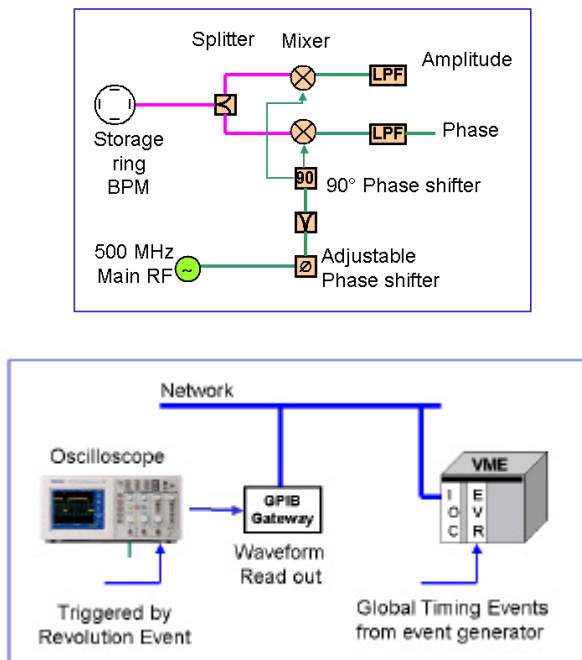 Splitter
Mixer
Amplitude
LPF
LPF
Phase
Storage
ring
BPM
90
90° Phase shifter
500 MHz
Main RF
~
Ø
Adjustable
Phase shifter
Network
Oscilloscope
VME
GPIB
Gateway
IOC
EVR
Waveform
Read out
Triggered by
Revolution Event
Global Timing Events
from event generator